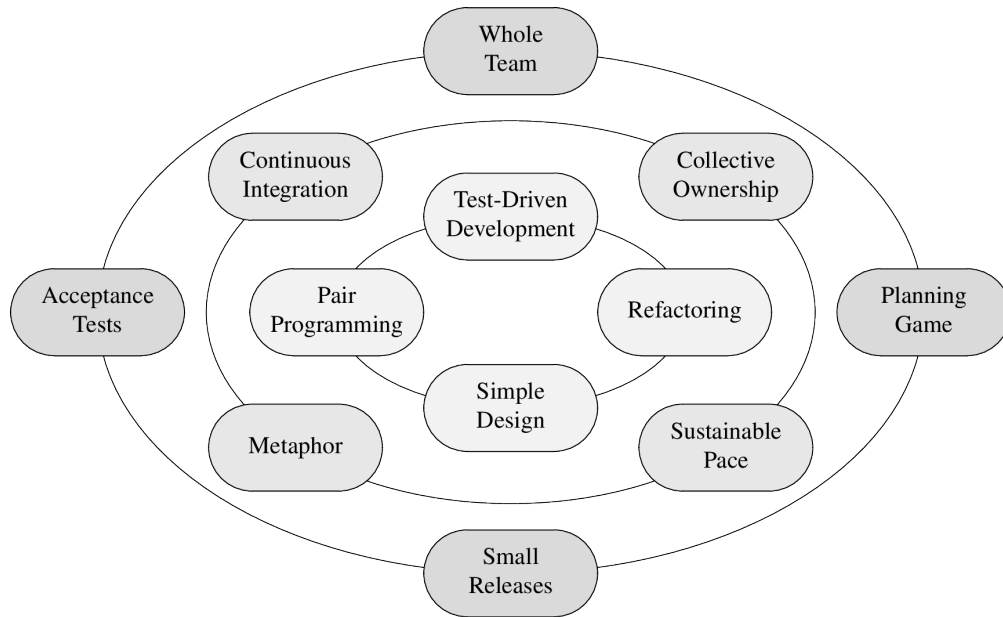 Whole
Team
Continuous
Integration
Collective
Ownership
Test-Driven
Development
Acceptance
Tests
Pair
Programming
Refactoring
Planning
Game
Simple
Design
Metaphor
Sustainable
Pace
Small
Releases